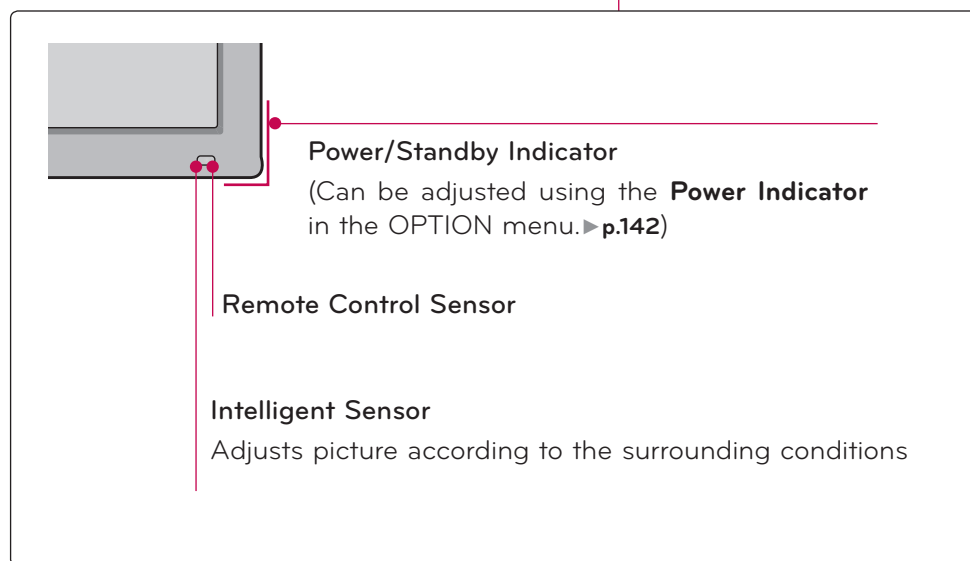 Power/Standby Indicator
(Can be adjusted using the Power Indicator
in the OPTION menu.►p.142)
Remote Control Sensor
Intelligent Sensor
Adjusts picture according to the surrounding conditions